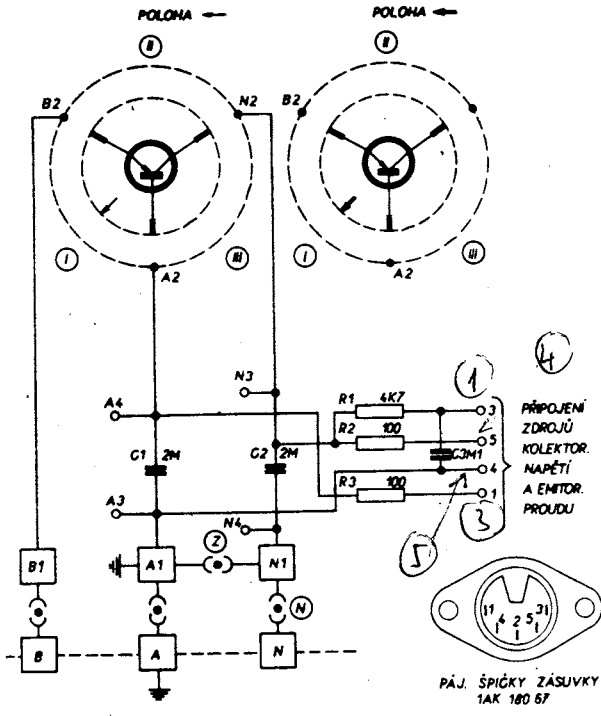 POLOHA POLOHA
II II
B2 N2 B2
I III I III
A2 A2
4
1
N3
R1 4K7 3 PŘIPOJENÍ
A4 R2 100 5 ZDROJŮ
KOLEKTOR.
C1 2M C2 2M C3M1 4 NAPĚTÍ
R3 100 1 A EMITOR.
A3 3 PROUDU
N4
5
Z
B1 A1 N1
N
B A N
1 4 2 5 3
PÁJ. ŠPIČKY ZÁSUVKY
1AK 180 67